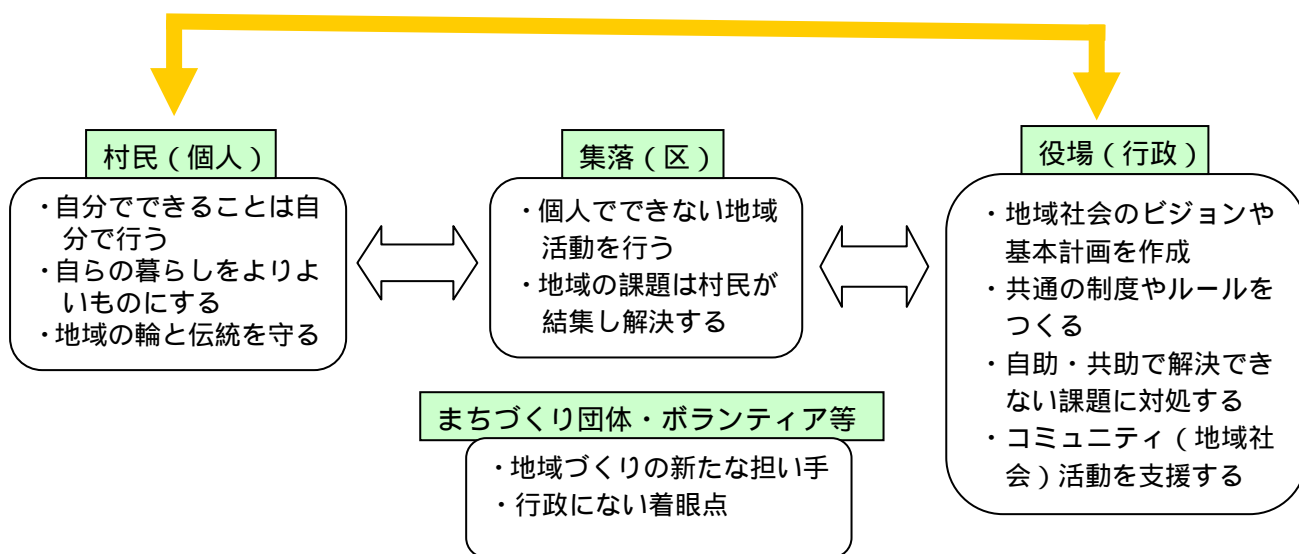 村民（個人）
・自分でできることは自
分で行う
・自らの暮らしをよりよ
いものにする
・地域の輪と伝統を守る
集落（区）
・個人でできない地域
活動を行う
・地域の課題は村民が
結集し解決する
役場（行政）
・地域社会のビジョンや
基本計画を作成
・共通の制度やルールを
つくる
・自助・共助で解決でき
ない課題に対処する
・コミュニティ（地域社
会）活動を支援する
まちづくり団体・ボランティア等
・地域づくりの新たな担い手
・行政にない着眼点